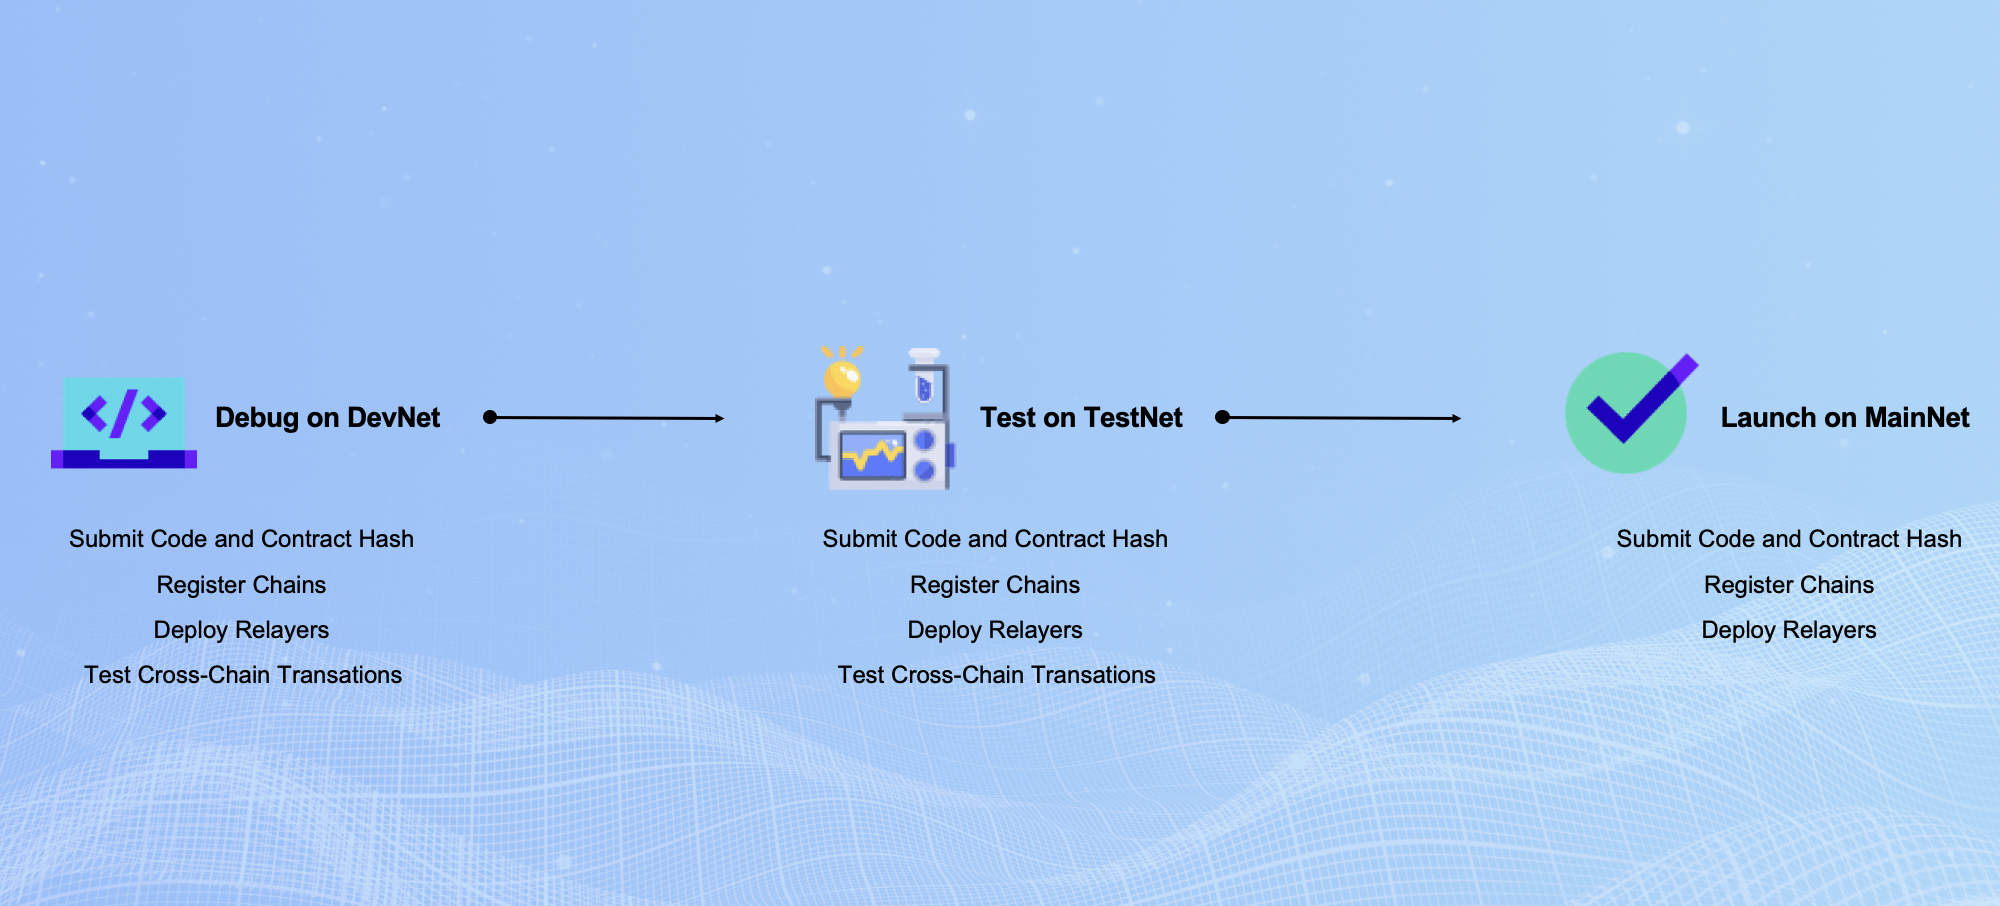 Debug on DevNet
Submit Code and Contract Hash
Register Chains
Deploy Relayers
Test Cross-Chain Transations
Test on TestNet
Submit Code and Contract Hash
Register Chains
Deploy Relayers
Test Cross-Chain Transations
Launch on MainNet
Submit Code and Contract Hash
Register Chains
Deploy Relayers